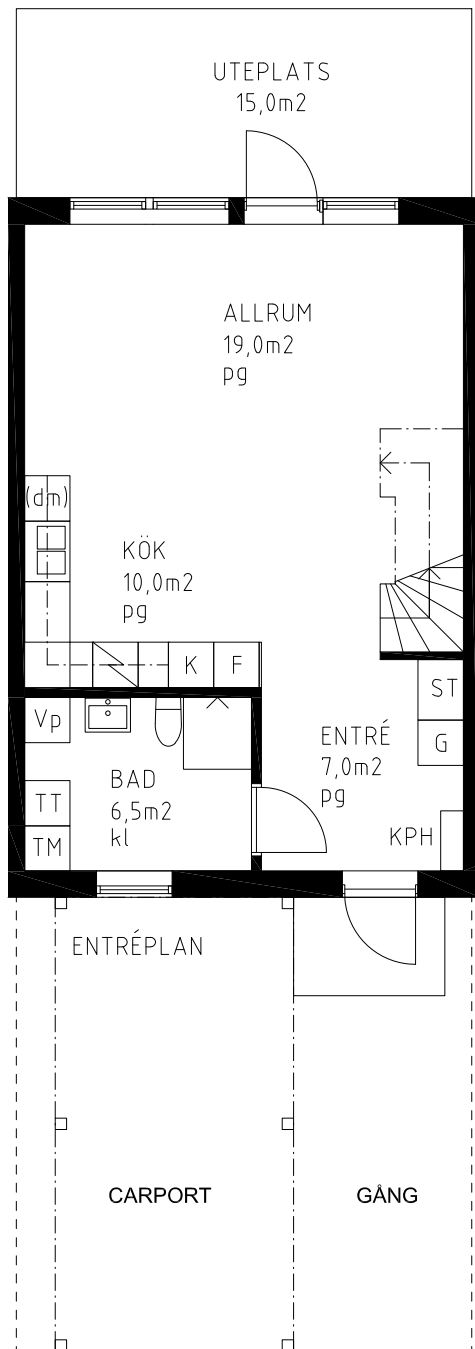 UTEPLATS
15,0m2
ALLRUM
19,0m2
pg
(dm)
KÖK
10,0m2
pg
K F
ST
G
Vp
ENTRÉ
7,0m2
pg
BAD
6,5m2
kl
TT
TM
KPH
ENTRÉPLAN
CARPORT
GÅNG